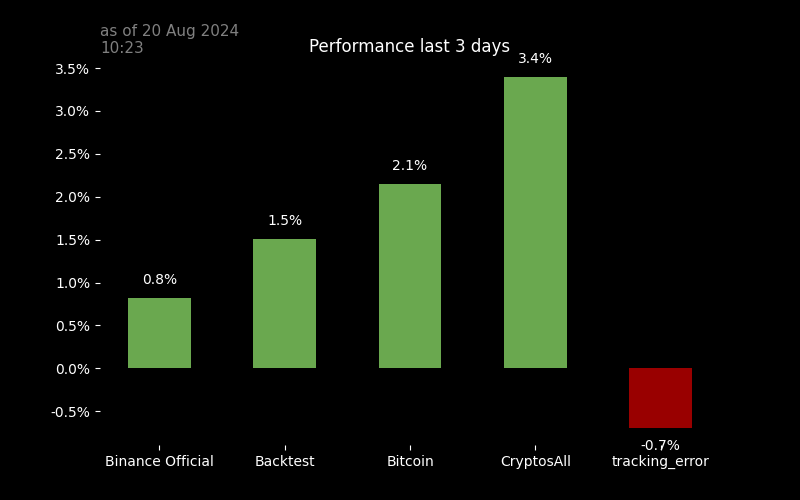 as of 20 Aug 2024
10:23
Performance last 3 days
3.5%
3.0%
2.5%
2.0%
1.5%
1.0%
0.5%
0.0%
-0.5%
0.8%
1.5%
2.1%
3.4%
-0.7%
Binance Official
Backtest
Bitcoin
CryptosAll
tracking_error